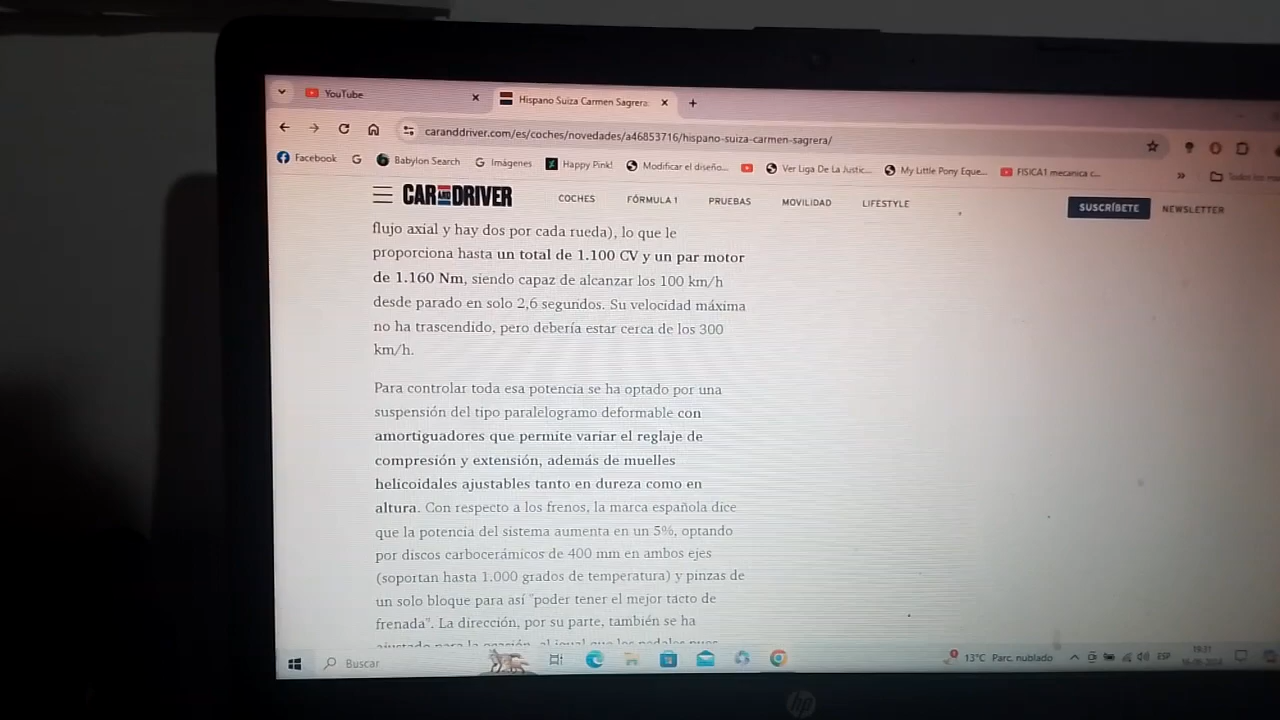 YouTube
Hispano Suiza Carmen Sagrera
caranddriver.com/es/coches/novedades/a46853716/hispano-suiza-carmen-sagrera/
Facebook
Babylon Search
Imágenes
Happy Pink!
Modificar el diseño...
Ver Liga De La Justic...
My Little Pony Eque...
FISICA1 mecanica c...
»
CAR AND DRIVER
COCHES
FÓRMULA 1
PRUEBAS
MOVILIDAD
LIFESTYLE
SUSCRÍBETE
NEWSLETTER
flujo axial y hay dos por cada rueda), lo que le
proporciona hasta un total de 1.100 CV y un par motor
de 1.160 Nm, siendo capaz de alcanzar los 100 km/h
desde parado en solo 2,6 segundos. Su velocidad máxima
no ha trascendido, pero debería estar cerca de los 300
km/h.
Para controlar toda esa potencia se ha optado por una
suspensión del tipo paralelogramo deformable con
amortiguadores que permite variar el reglaje de
compresión y extensión, además de muelles
helicoidales ajustables tanto en dureza como en
altura. Con respecto a los frenos, la marca española dice
que la potencia del sistema aumenta en un 5%, optando
por discos carbocerámicos de 400 mm en ambos ejes
(soportan hasta 1.000 grados de temperatura) y pinzas de
un solo bloque para así "poder tener el mejor tacto de
frenada". La dirección, por su parte, también se ha
Buscar
13°C Parc. nublado
ESP
19:31
hp